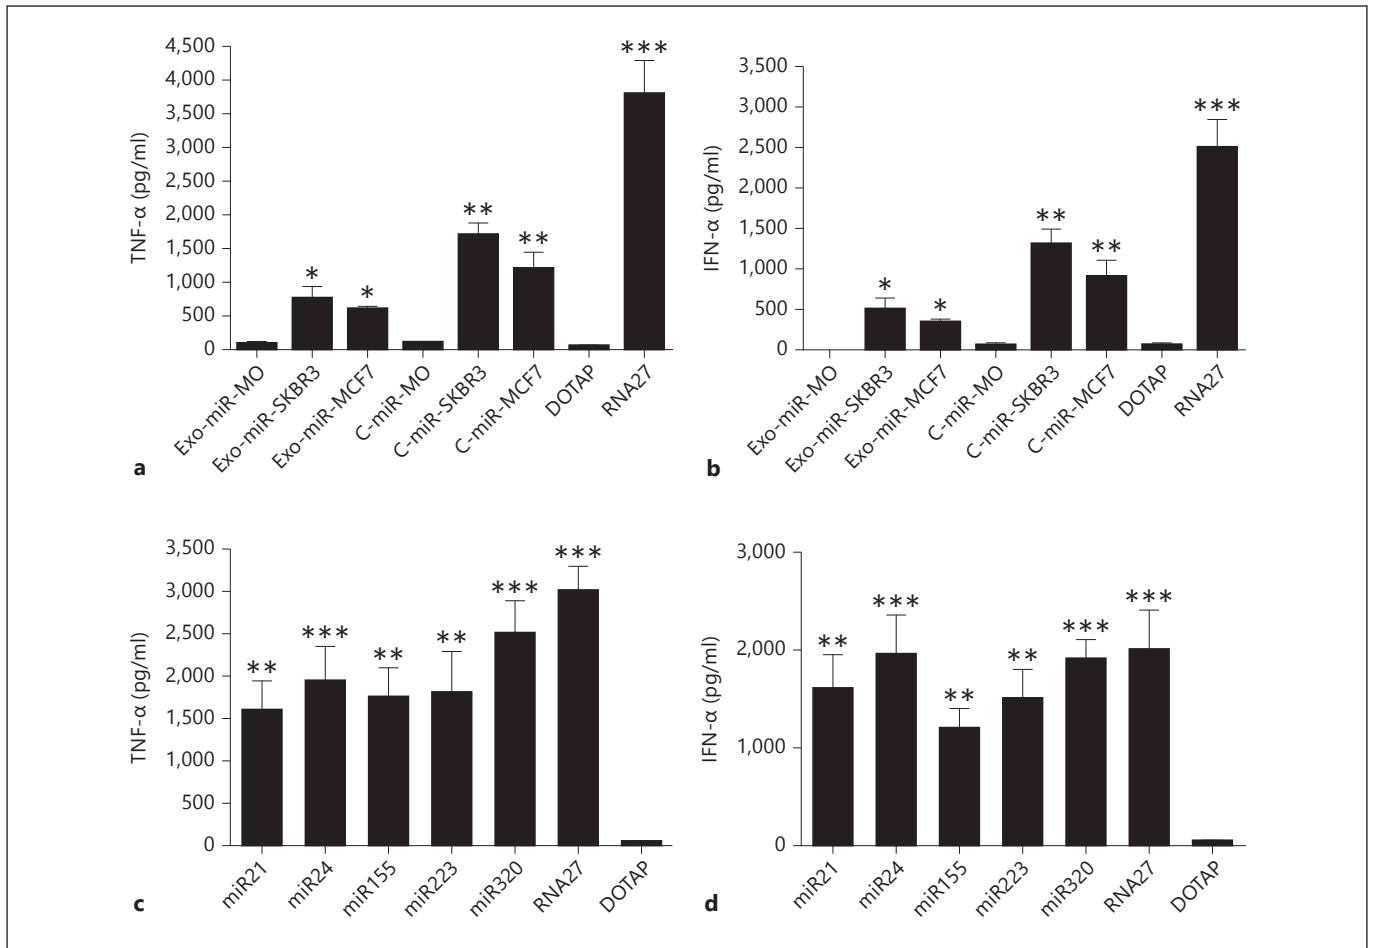 4,500
4,000
3,500
3,000
2,500
2,000
1,500
1,000
500
0
TNF-α (pg/ml)
*
*
**
**
***
Exo-miR-MO
Exo-miR-SKBR3
Exo-miR-MCF7
C-miR-MO
C-miR-SKBR3
C-miR-MCF7
DOTAP
RNA27
a
3,500
3,000
2,500
2,000
1,500
1,000
500
0
IFN-α (pg/ml)
*
*
**
**
***
Exo-miR-MO
Exo-miR-SKBR3
Exo-miR-MCF7
C-miR-MO
C-miR-SKBR3
C-miR-MCF7
DOTAP
RNA27
b
3,500
3,000
2,500
2,000
1,500
1,000
500
0
TNF-α (pg/ml)
**
***
**
**
***
***
miR21
miR24
miR155
miR223
miR320
RNA27
DOTAP
c
3,000
2,000
1,000
0
IFN-α (pg/ml)
**
***
**
**
***
***
miR21
miR24
miR155
miR223
miR320
RNA27
DOTAP
d